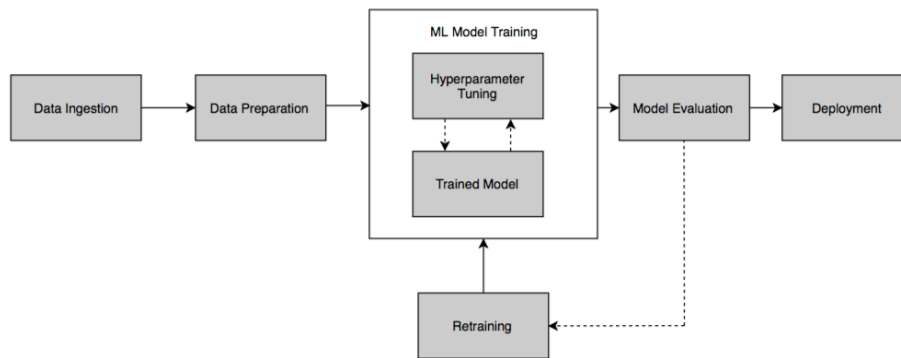 ML Model Training
Hyperparameter
Tuning
Data Ingestion
Data Preparation
Model Evaluation
Deployment
Trained Model
Retraining